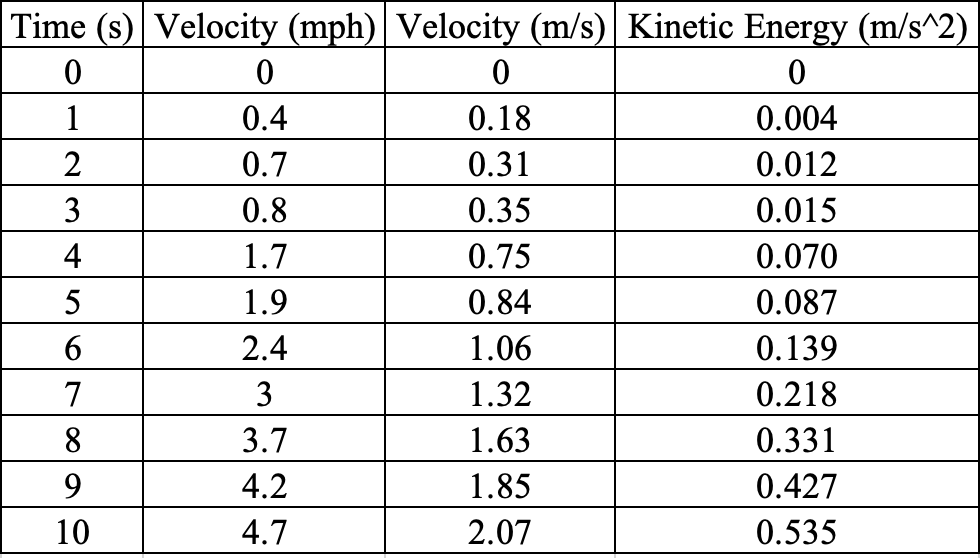 Time (s) Velocity (mph) Velocity (m/s) Kinetic Energy (m/s^2)
0 0 0 0
1 0.4 0.18 0.004
2 0.7 0.31 0.012
3 0.8 0.35 0.015
4 1.7 0.75 0.070
5 1.9 0.84 0.087
6 2.4 1.06 0.139
7 3 1.32 0.218
8 3.7 1.63 0.331
9 4.2 1.85 0.427
10 4.7 2.07 0.535